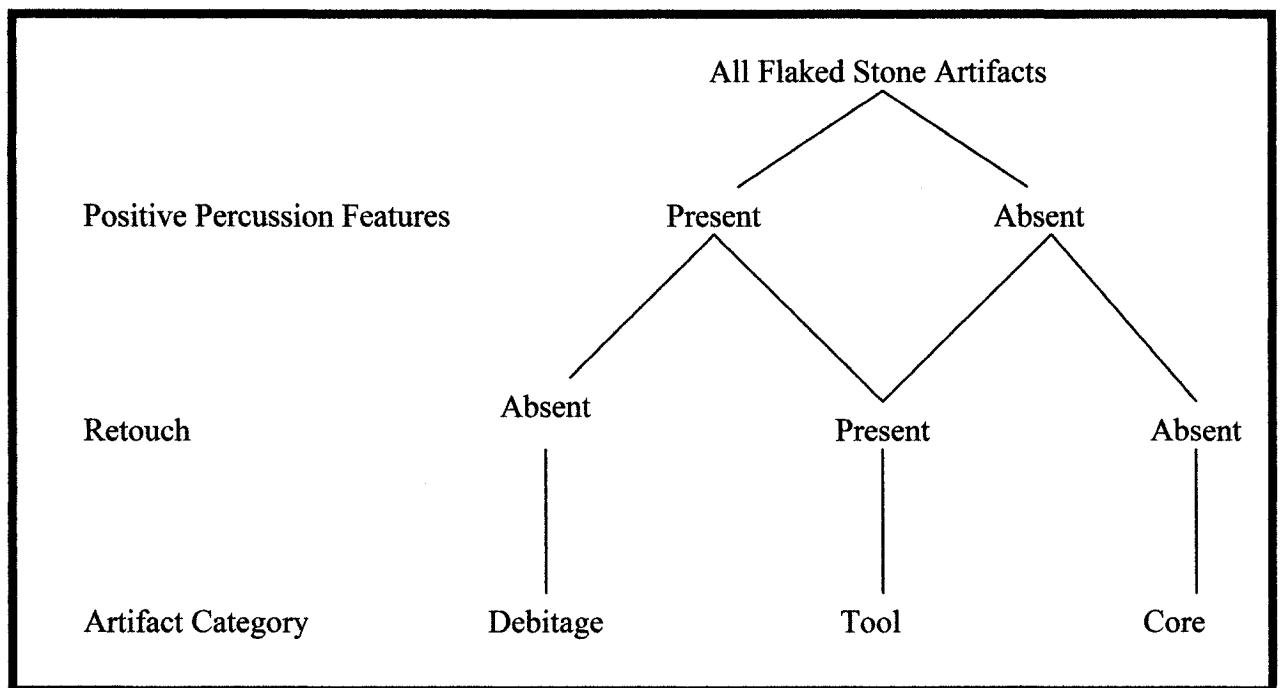 All Flaked Stone Artifacts
Positive Percussion Features Present Absent
Absent
Retouch Present Absent
Artifact Category Debitage Tool Core